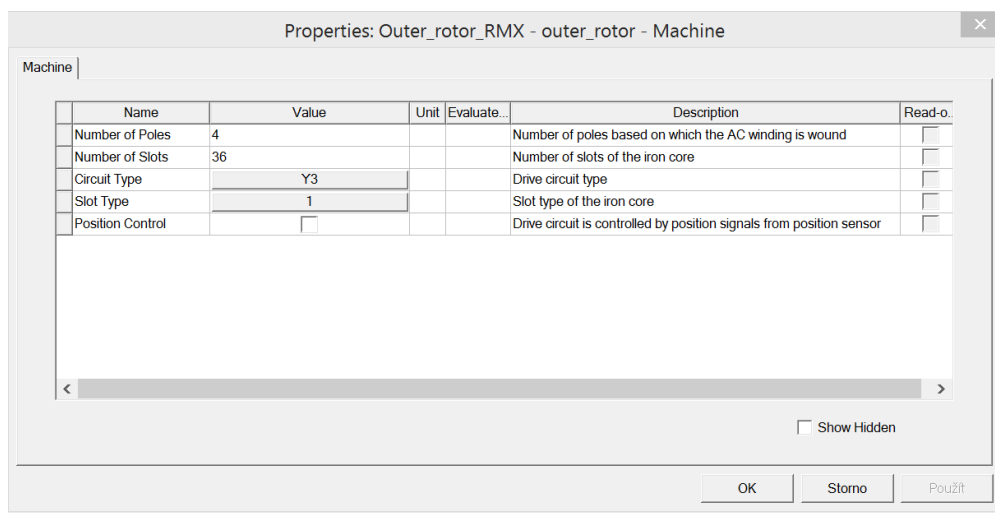 Properties: Outer_rotor_RMX - outer_rotor - Machine
Machine
Name Value Unit Evaluate... Description Read-o..
Number of Poles 4 Number of poles based on which the AC winding is wound
Number of Slots 36 Number of slots of the iron core
Circuit Type Y3 Drive circuit type
Slot Type 1 Slot type of the iron core
Position Control Drive circuit is controlled by position signals from position sensor
Show Hidden
OK Storno Použít